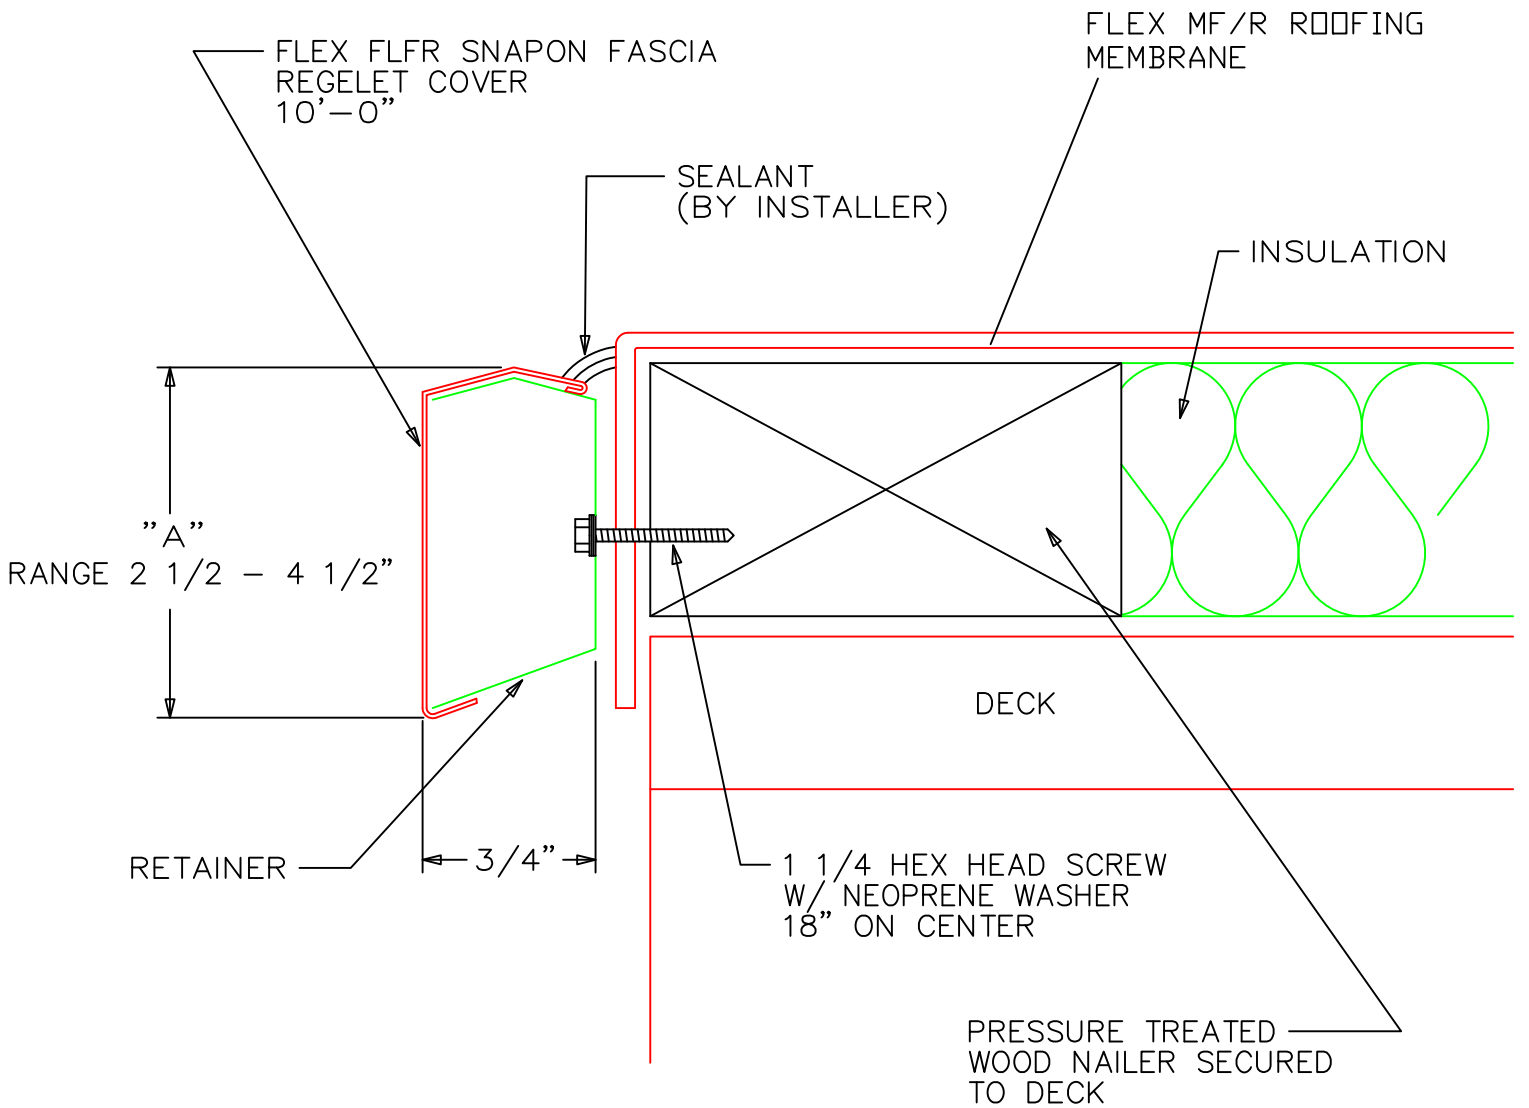 FLEX FLFR SNAPON FASCIA
REGELET COVER
10'-0"
FLEX MF/R ROOFING
MEMBRANE
SEALANT
(BY INSTALLER)
INSULATION
"A"
RANGE 2 1/2 - 4 1/2"
DECK
RETAINER
3/4"
1 1/4 HEX HEAD SCREW
W/ NEOPRENE WASHER
18" ON CENTER
PRESSURE TREATED
WOOD NAILER SECURED
TO DECK